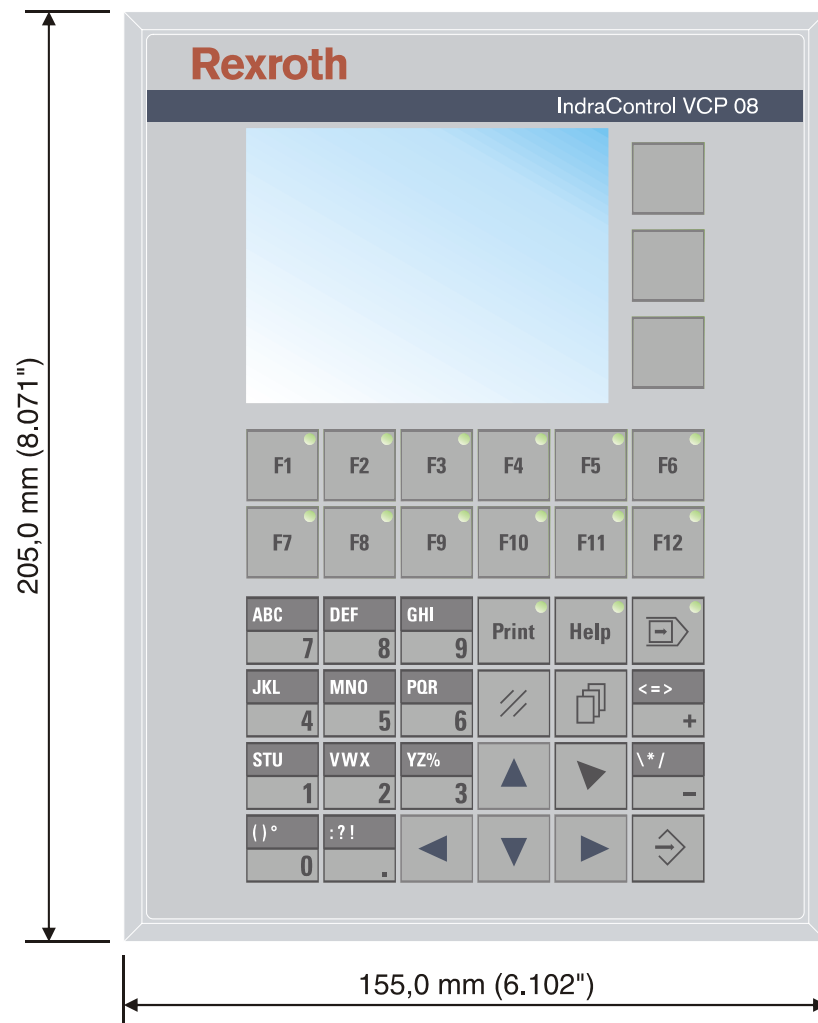 Rexroth
IndraControl VCP 08
205,0 mm (8.071")
F1 F2 F3 F4 F5 F6
F7 F8 F9 F10 F11 F12
ABC DEF GHI
7 8 9 Print Help
JKL MNO PQR <=>
4 5 6 +
STU VWX YZ% \*/
1 2 3 −
()° :?!
0 .
155,0 mm (6.102")